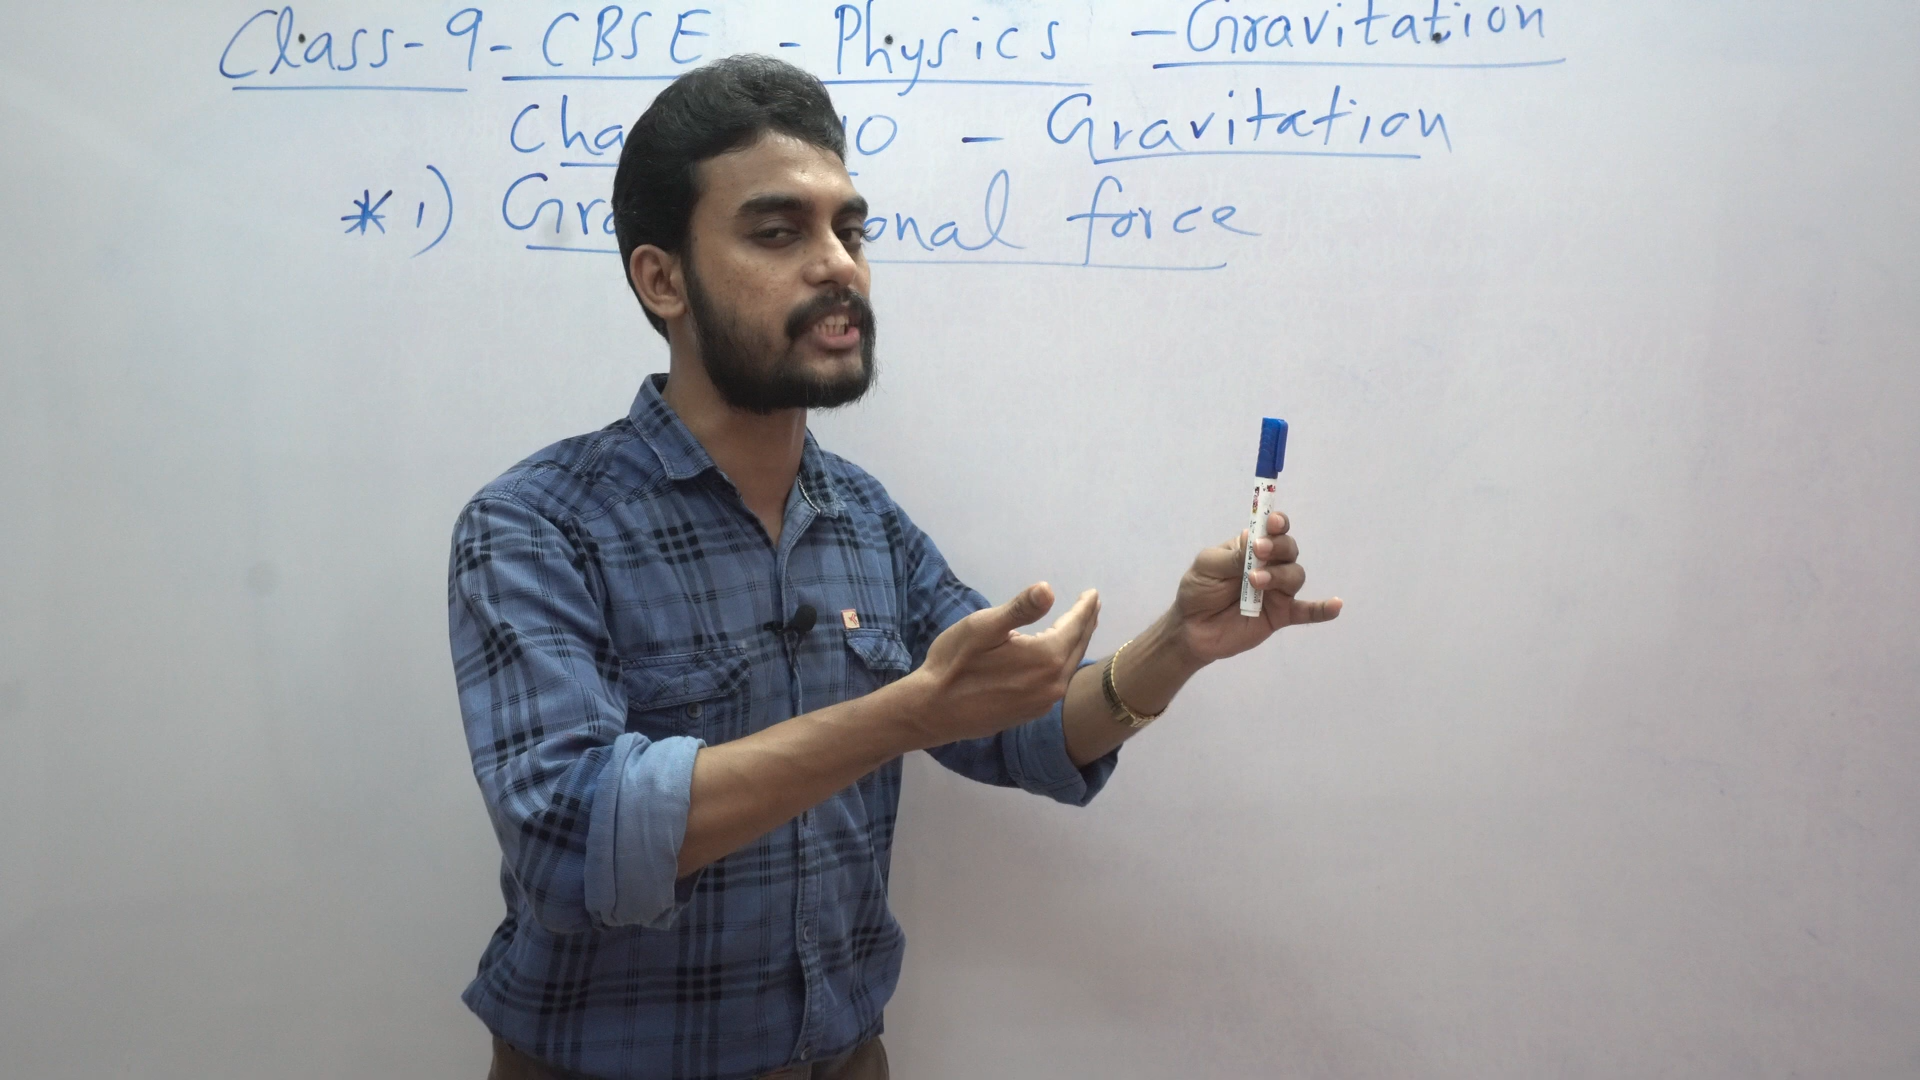 Class-9-CBSE - Physics - Gravitation
Cha 10 - Gravitation
* 1) Gra onal force